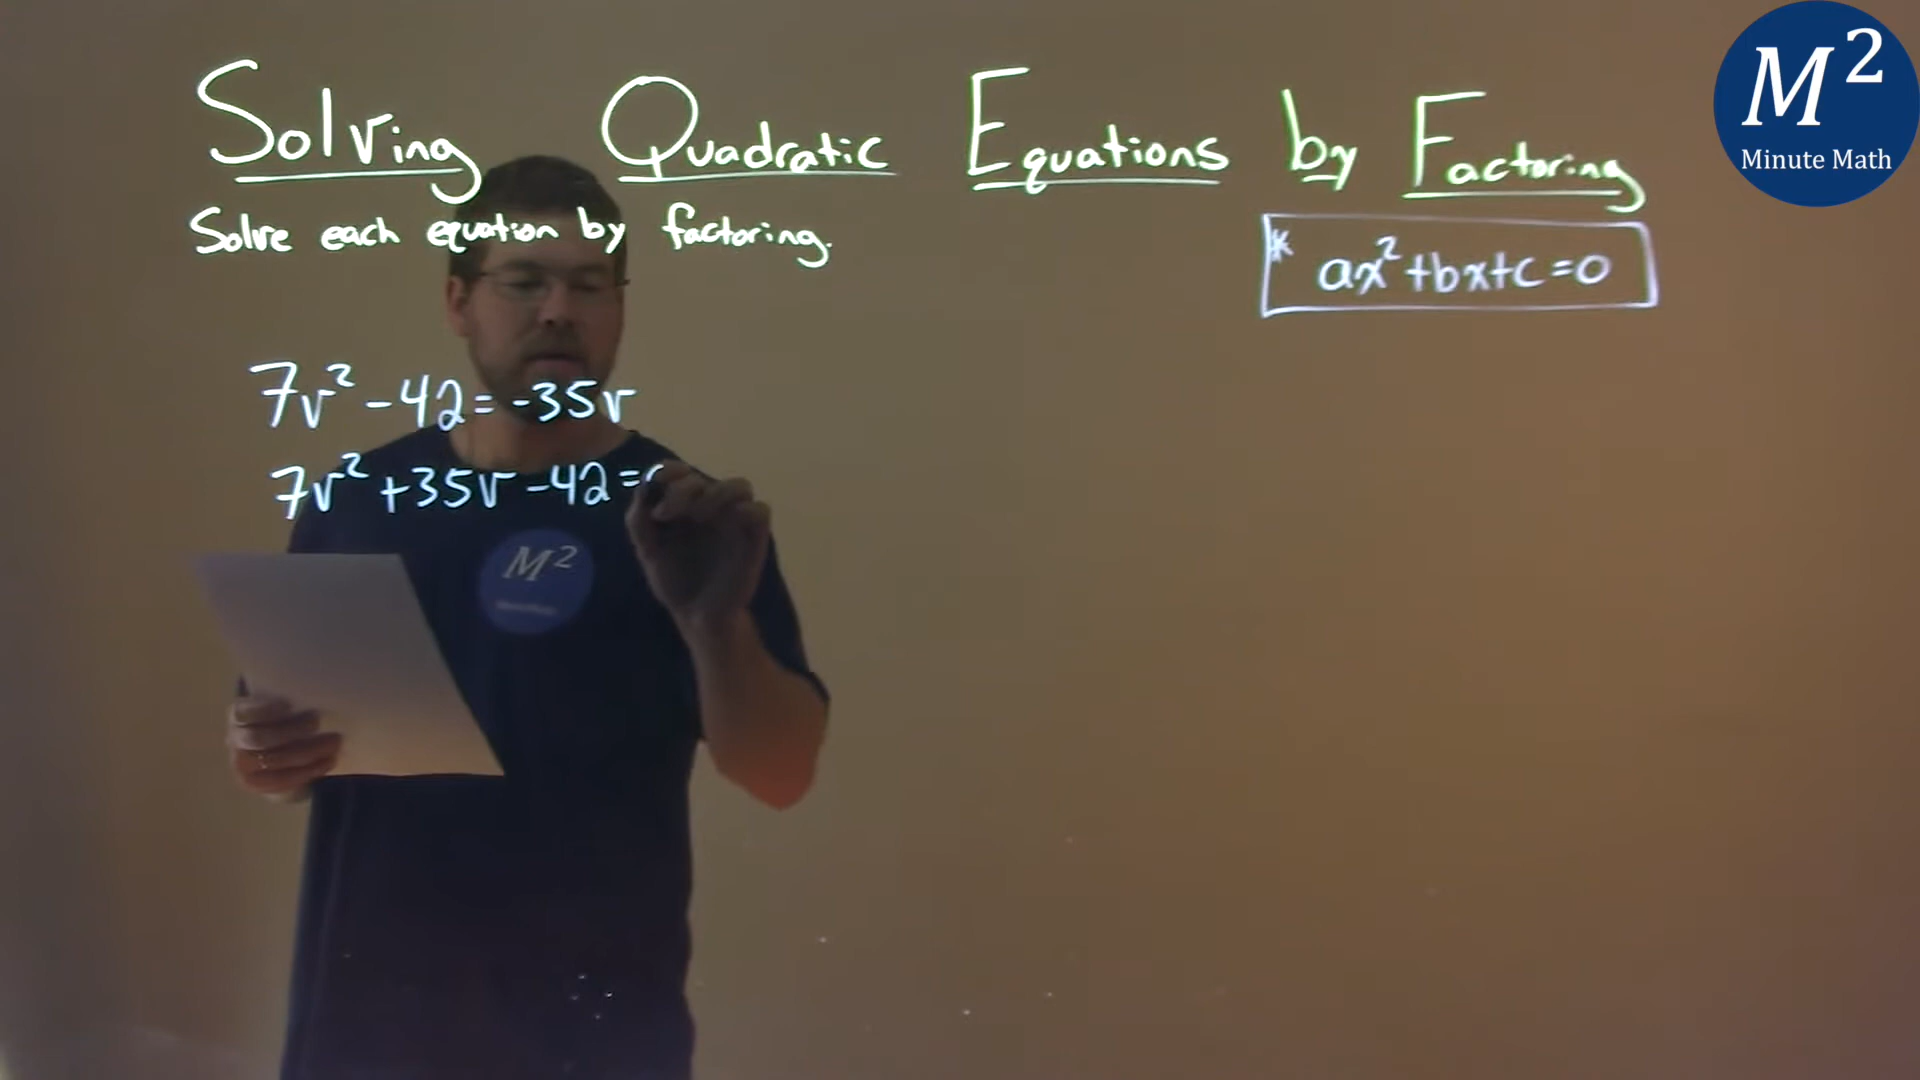 Solving Quadratic Equations by Factoring
Solve each equation by factoring.
* ax²+bx+c=0
7v² -42= -35v
7v² +35v -42=
M²
Minute Math
M²